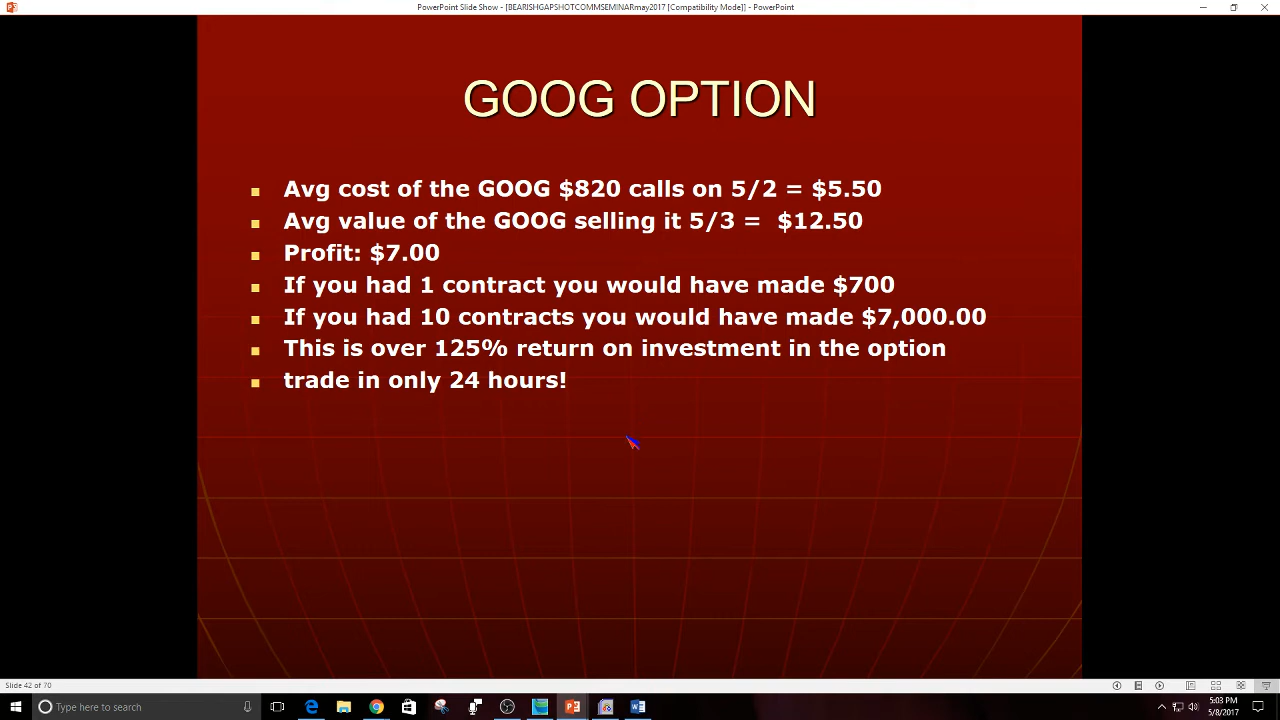 PowerPoint Slide Show - [BEARISHGAPSHOTCOMMSEMINARmay2017 [Compatibility Mode]] - PowerPoint
GOOG OPTION
Avg cost of the GOOG $820 calls on 5/2 = $5.50
Avg value of the GOOG selling it 5/3 =  $12.50
Profit: $7.00
If you had 1 contract you would have made $700
If you had 10 contracts you would have made $7,000.00
This is over 125% return on investment in the option
trade in only 24 hours!
Slide 42 of 70
Type here to search
5:03 PM
5/8/2017